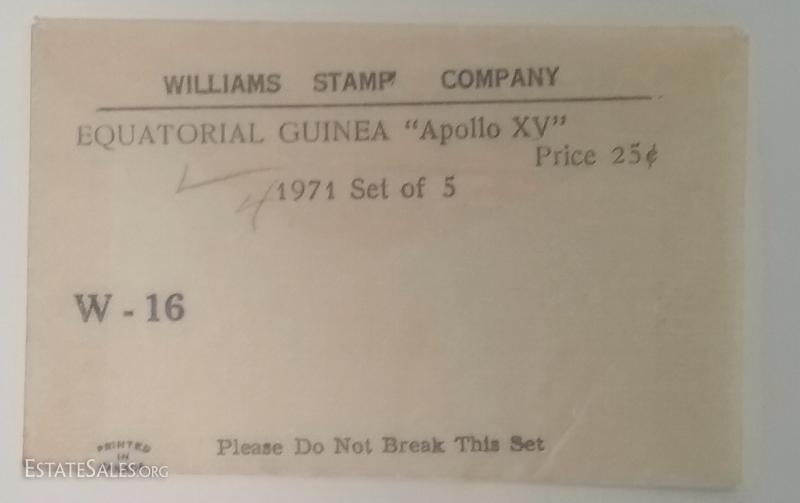 WILLIAMS STAMP COMPANY
EQUATORIAL GUINEA "Apollo XV"
Price 25¢
4 1971 Set of 5
W - 16
Please Do Not Break This Set
PRINTED
IN
ESTATESALES.ORG